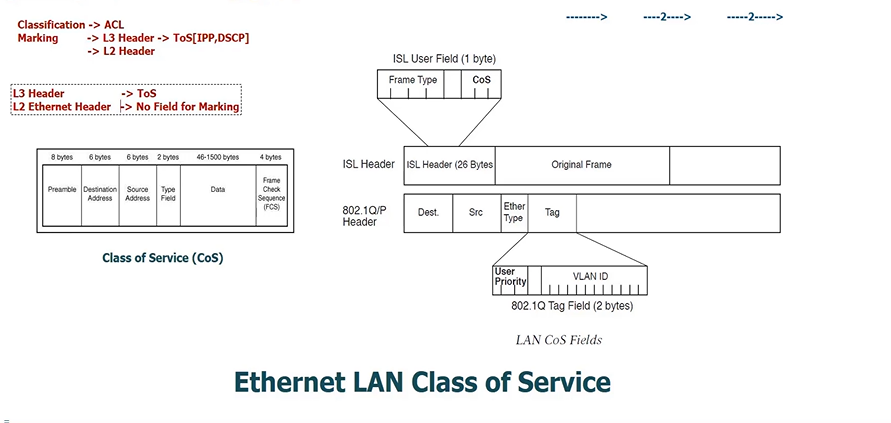 Classification -> ACL
Marking -> L3 Header -> ToS[IPP,DSCP]
-> L2 Header
--------> ----2----> -----2----->
L3 Header -> ToS
L2 Ethernet Header -> No Field for Marking
ISL User Field (1 byte)
Frame Type CoS
8 bytes 6 bytes 6 bytes 2 bytes 46-1500 bytes 4 bytes
Preamble Destination Address Source Address Type Field Data Frame Check Sequence (FCS)
Class of Service (CoS)
ISL Header ISL Header (26 Bytes Original Frame
802.1Q/P Header Dest. Src Ether Type Tag
User Priority VLAN ID
802.1Q Tag Field (2 bytes)
LAN CoS Fields
Ethernet LAN Class of Service